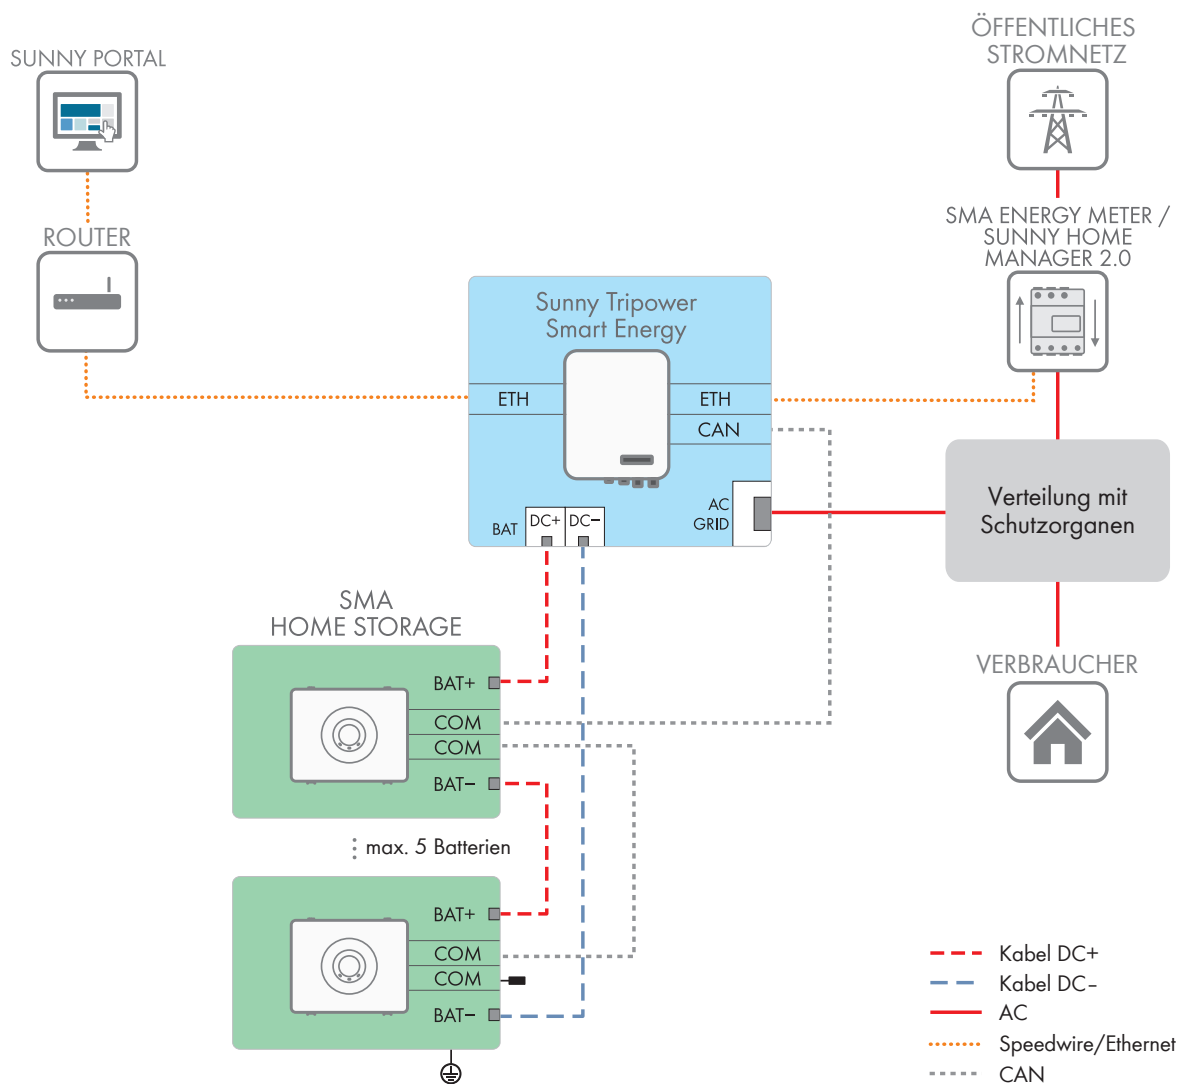 SUNNY PORTAL
ROUTER
ÖFFENTLICHES
STROMNETZ
SMA ENERGY METER /
SUNNY HOME
MANAGER 2.0
Sunny Tripower
Smart Energy
ETH
ETH
CAN
AC
GRID
BAT
DC+
DC−
Verteilung mit
Schutzorganen
VERBRAUCHER
SMA
HOME STORAGE
BAT+
COM
COM
BAT−
max. 5 Batterien
BAT+
COM
COM
BAT−
Kabel DC+
Kabel DC–
AC
Speedwire/Ethernet
CAN